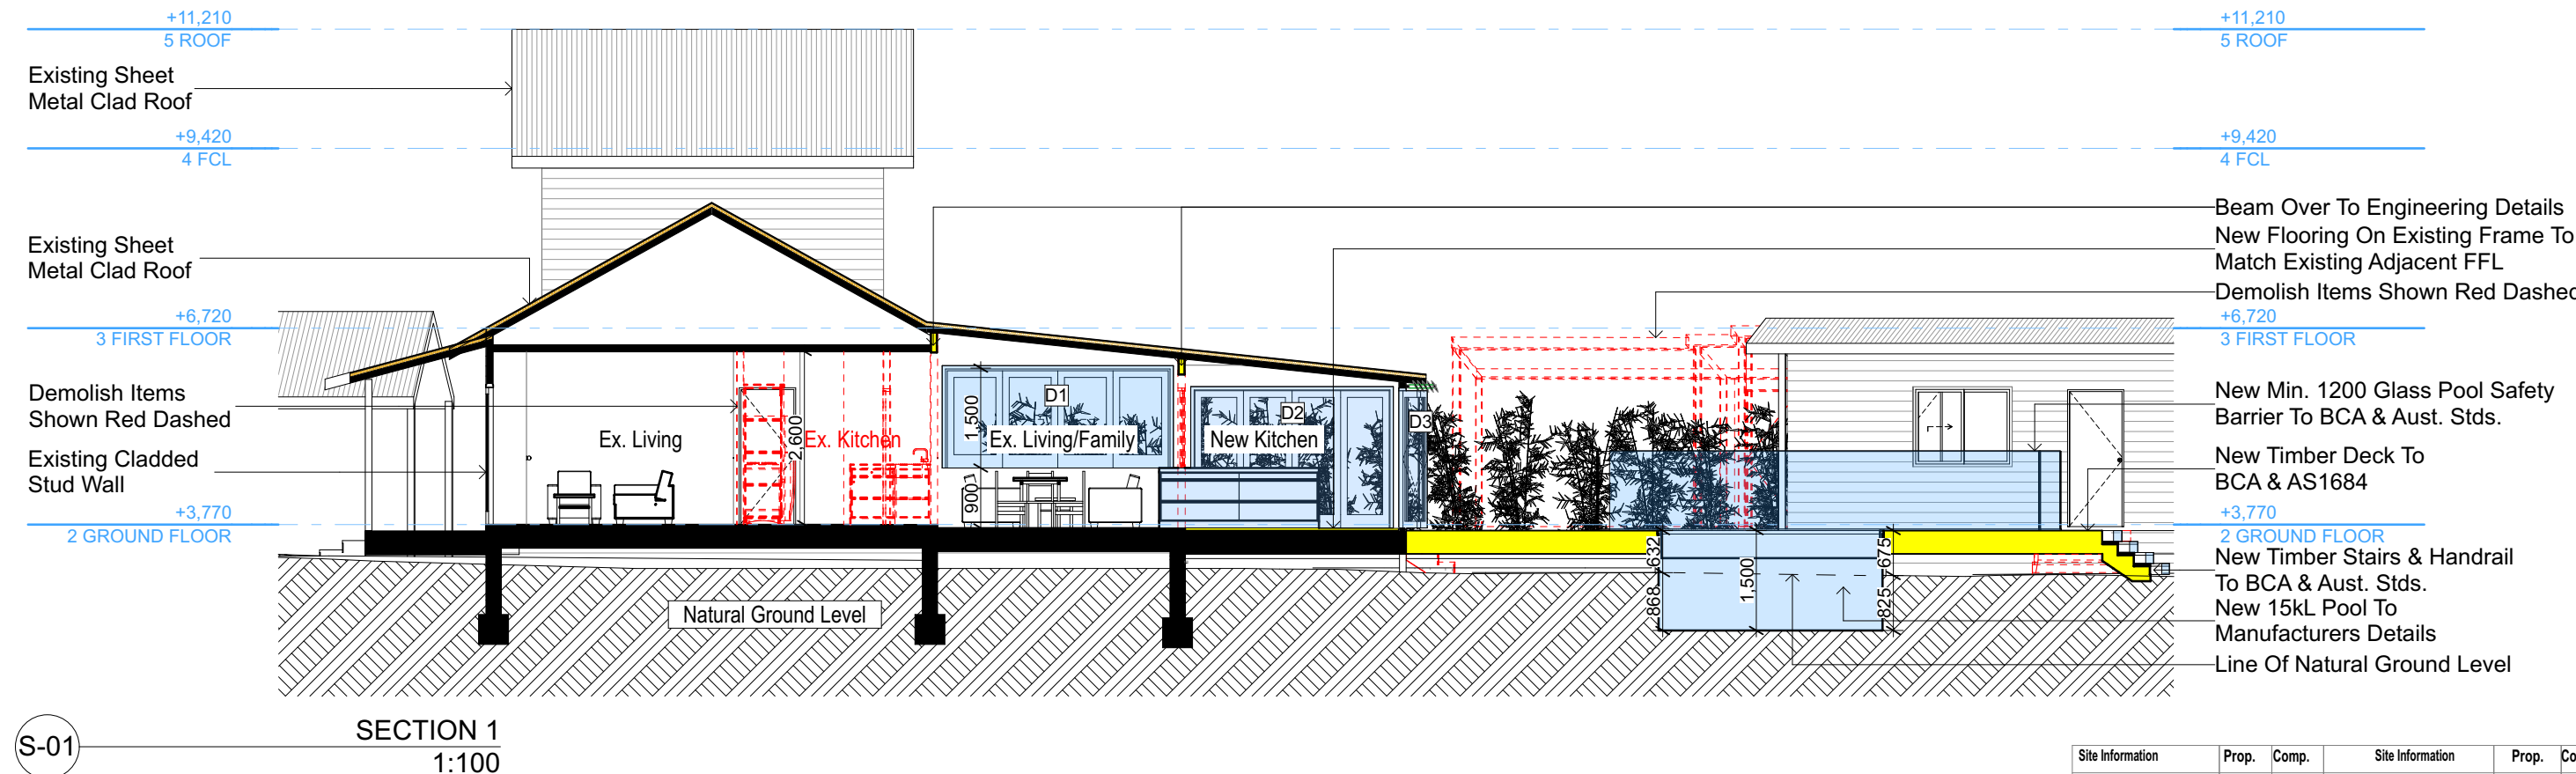 +11,210
5 ROOF
Existing Sheet
Metal Clad Roof
+9,420
4 FCL
Existing Sheet
Metal Clad Roof
+6,720
3 FIRST FLOOR
Demolish Items
Shown Red Dashed
Existing Cladded
Stud Wall
+3,770
2 GROUND FLOOR
Ex. Living
2,600
Ex. Kitchen
1,500
900
D1
Ex. Living/Family
D2
New Kitchen
D3
Natural Ground Level
632
868
1,500
675
825
+11,210
5 ROOF
+9,420
4 FCL
Beam Over To Engineering Details
New Flooring On Existing Frame To
Match Existing Adjacent FFL
Demolish Items Shown Red Dashed
+6,720
3 FIRST FLOOR
New Min. 1200 Glass Pool Safety
Barrier To BCA & Aust. Stds.
New Timber Deck To
BCA & AS1684
+3,770
2 GROUND FLOOR
New Timber Stairs & Handrail
To BCA & Aust. Stds.
New 15kL Pool To
Manufacturers Details
Line Of Natural Ground Level
S-01
SECTION 1
1:100
Site Information Prop. Comp. Site Information Prop. Co